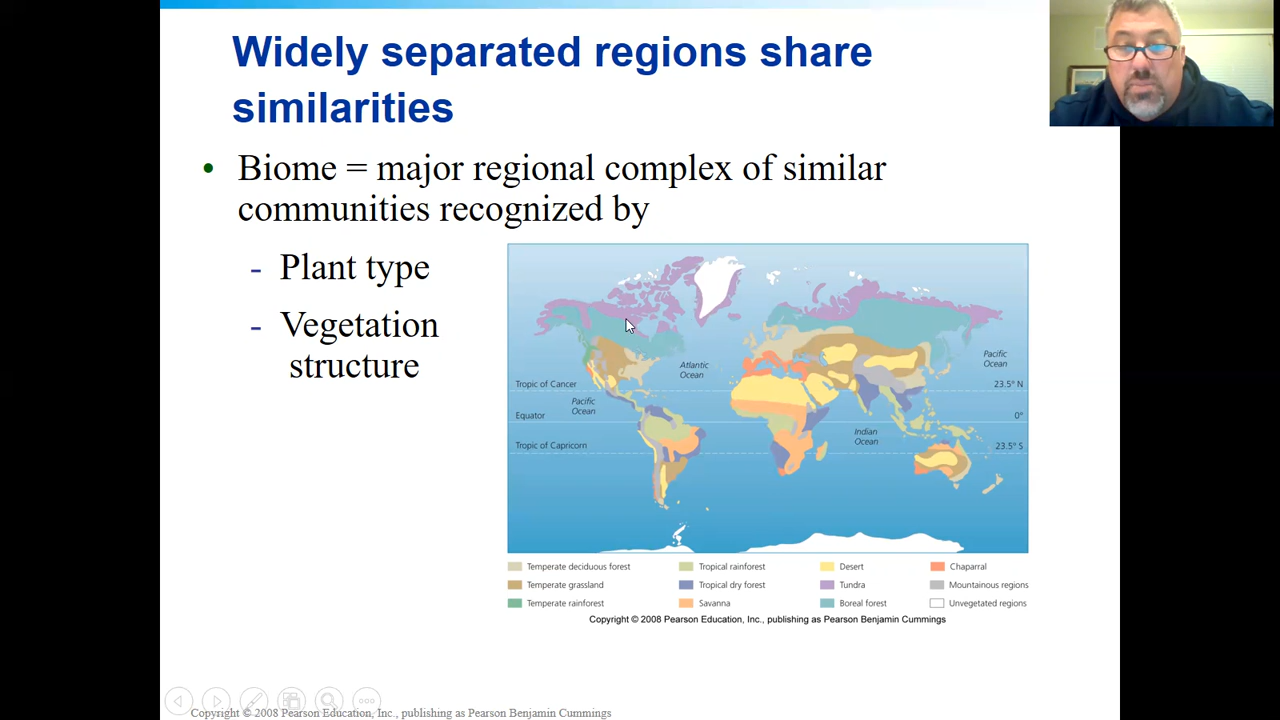 Widely separated regions share
similarities
• Biome = major regional complex of similar
communities recognized by
- Plant type
- Vegetation
structure
Atlantic
Ocean
Pacific
Ocean
Tropic of Cancer
23.5° N
Pacific
Ocean
Equator
0°
Indian
Ocean
Tropic of Capricorn
23.5° S
Temperate deciduous forest
Tropical rainforest
Desert
Chaparral
Temperate grassland
Tropical dry forest
Tundra
Mountainous regions
Temperate rainforest
Savanna
Boreal forest
Unvegetated regions
Copyright © 2008 Pearson Education, Inc., publishing as Pearson Benjamin Cummings
Copyright © 2008 Pearson Education, Inc., publishing as Pearson Benjamin Cummings